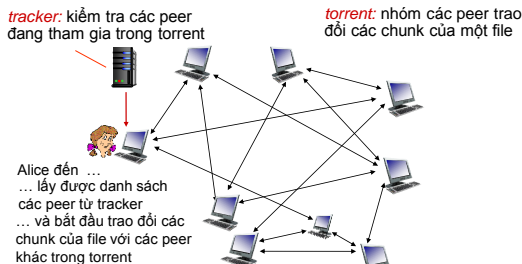 tracker: kiểm tra các peer
đang tham gia trong torrent
torrent: nhóm các peer trao
đổi các chunk của một file
Alice đến …
… lấy được danh sách
các peer từ tracker
… và bắt đầu trao đổi các
chunk của file với các peer
khác trong torrent